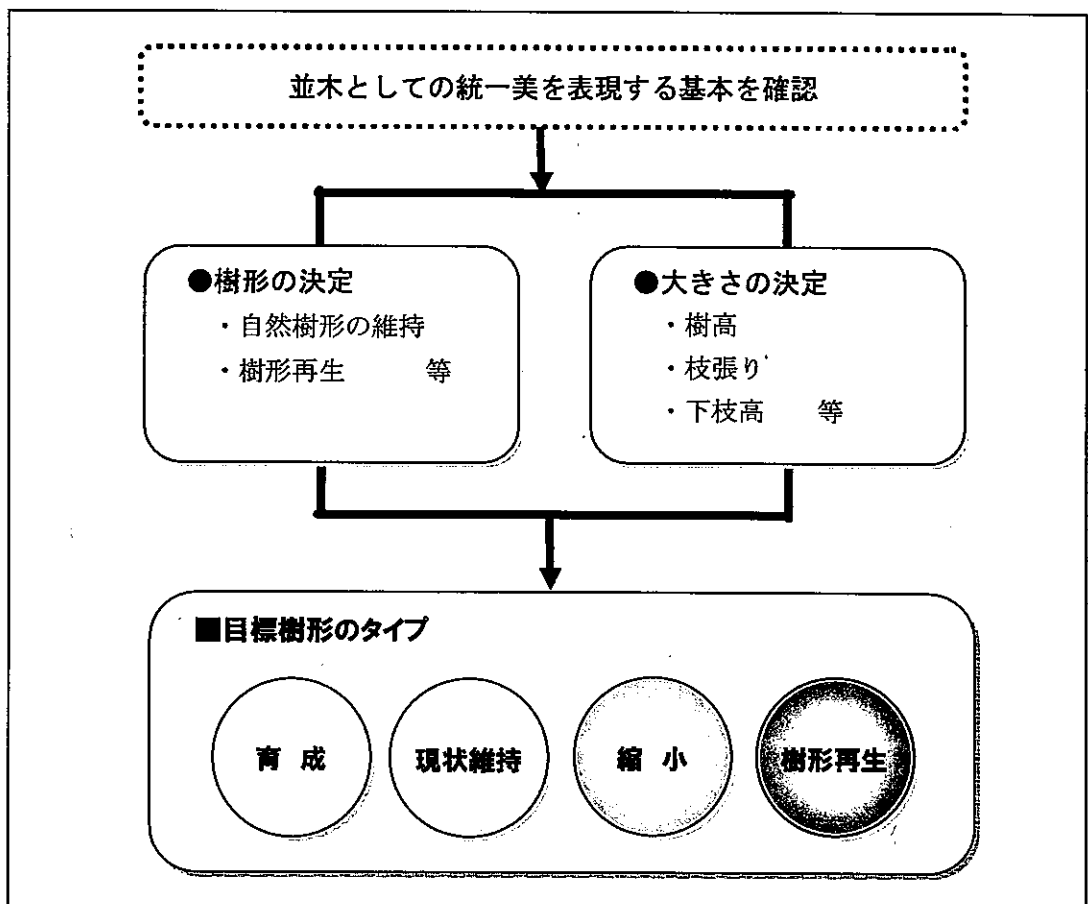 並木としての統一美を表現する基本を確認
●樹形の決定
・自然樹形の維持
・樹形再生　　等
●大きさの決定
・樹高
・枝張り
・下枝高　等
■目標樹形のタイプ
育 成
現状維持
縮 小
樹形再生